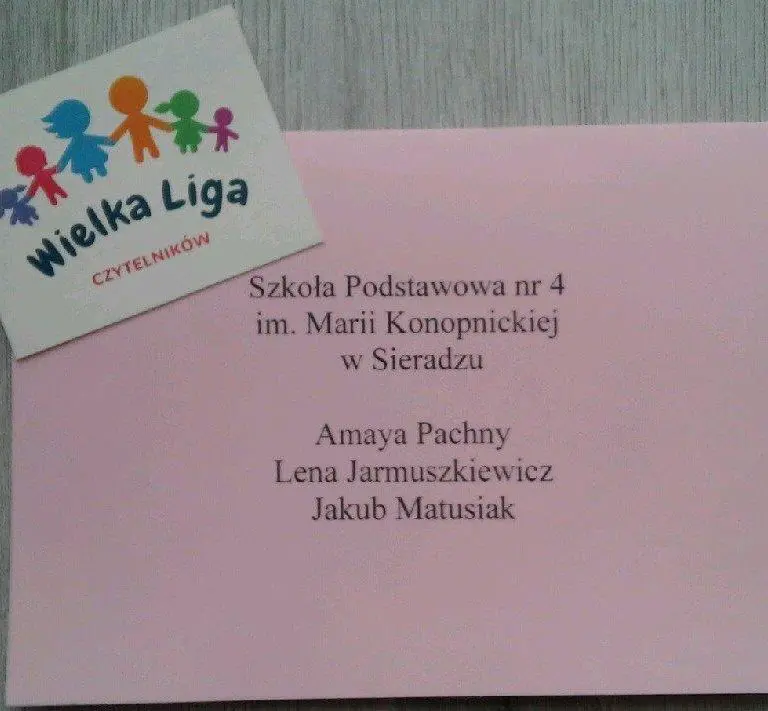 Wielka Liga
CZYTELNIKÓW
Szkoła Podstawowa nr 4
im. Marii Konopnickiej
w Sieradzu
Amaya Pachny
Lena Jarmuszkiewicz
Jakub Matusiak